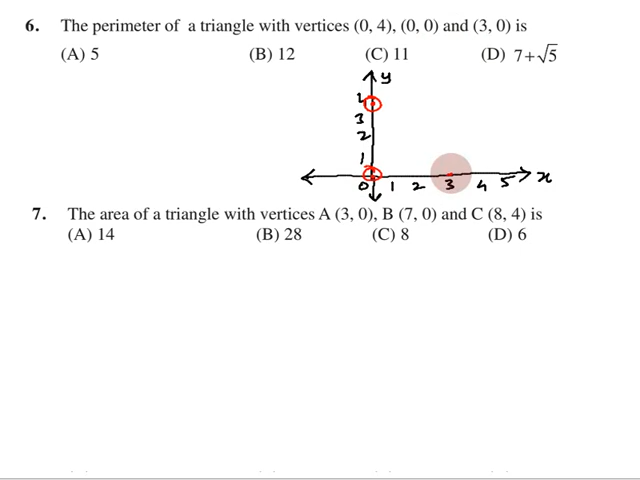 6. The perimeter of a triangle with vertices (0, 4), (0, 0) and (3, 0) is
(A) 5 (B) 12 (C) 11 (D) 7+√5
y
3
2
1
0 1 2 3 4 5 x
7. The area of a triangle with vertices A (3, 0), B (7, 0) and C (8, 4) is
(A) 14 (B) 28 (C) 8 (D) 6